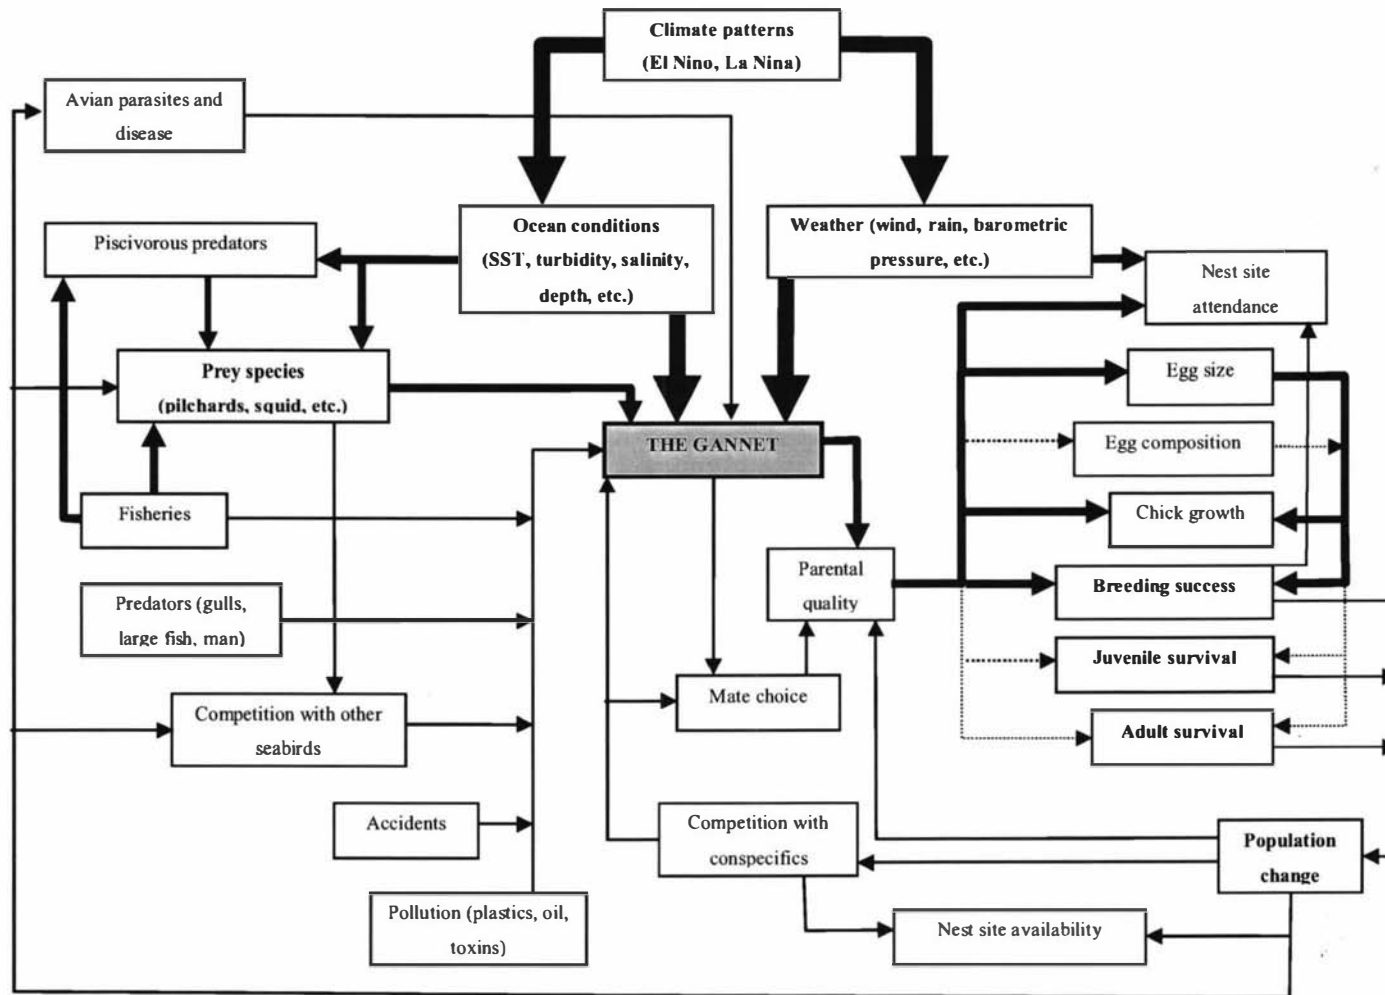 Climate patterns
(El Nino, La Nina)
Avian parasites and
disease
Ocean conditions
(SST, turbidity, salinity,
depth, etc.)
Weather (wind, rain, barometric
pressure, etc.)
Piscivorous predators
Nest site
attendance
Prey species
(pilchards, squid, etc.)
Egg size
THE GANNET
Egg composition
Fisheries
Chick growth
Parental
quality
Breeding success
Predators (gulls,
large fish, man)
Juvenile survival
Mate choice
Competition with other
seabirds
Adult survival
Accidents
Competition with
conspecifics
Population
change
Pollution (plastics, oil,
toxins)
Nest site availability